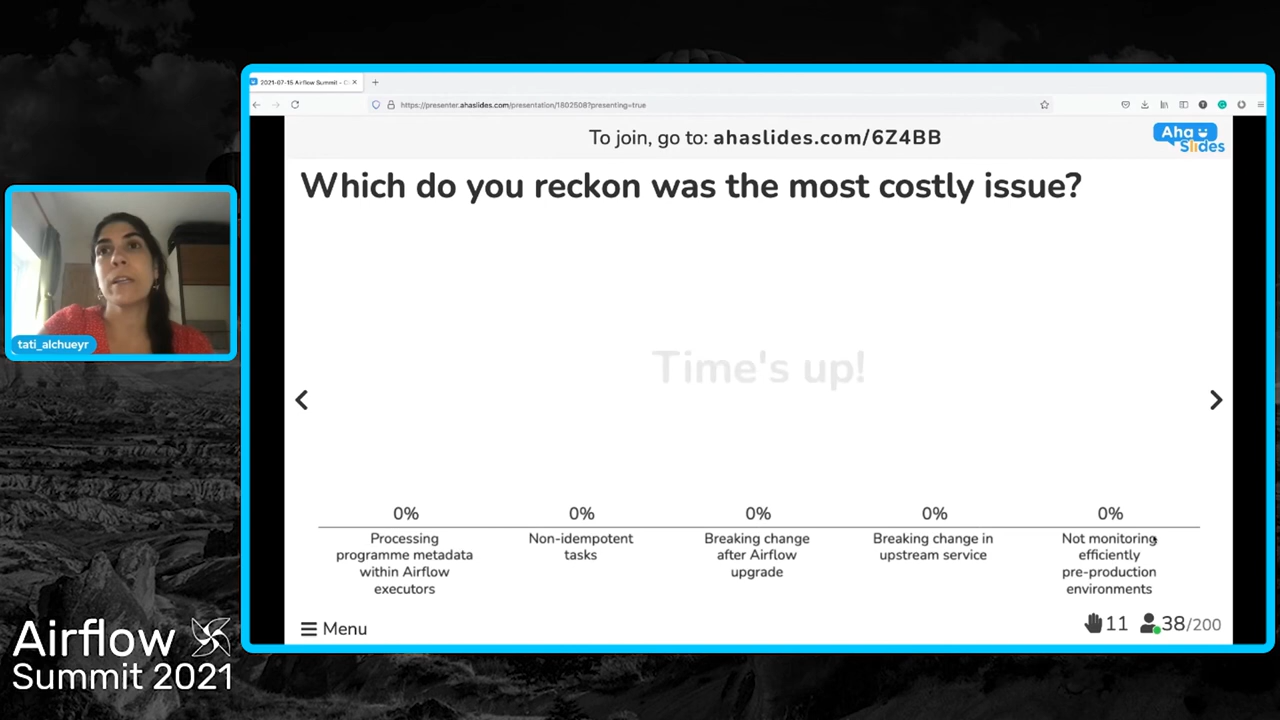 2021-07-15 Airflow Summit - C
https://presenter.ahaslides.com/presentation/1802508?presenting=true
To join, go to: ahaslides.com/6Z4BB
Aha
Slides
Which do you reckon was the most costly issue?
tati_alchueyr
Time's up!
0% 0% 0% 0% 0%
Processing
programme metadata
within Airflow
executors
Non-idempotent
tasks
Breaking change
after Airflow
upgrade
Breaking change in
upstream service
Not monitoring
efficiently
pre-production
environments
Menu
11 38/200
Airflow
Summit 2021